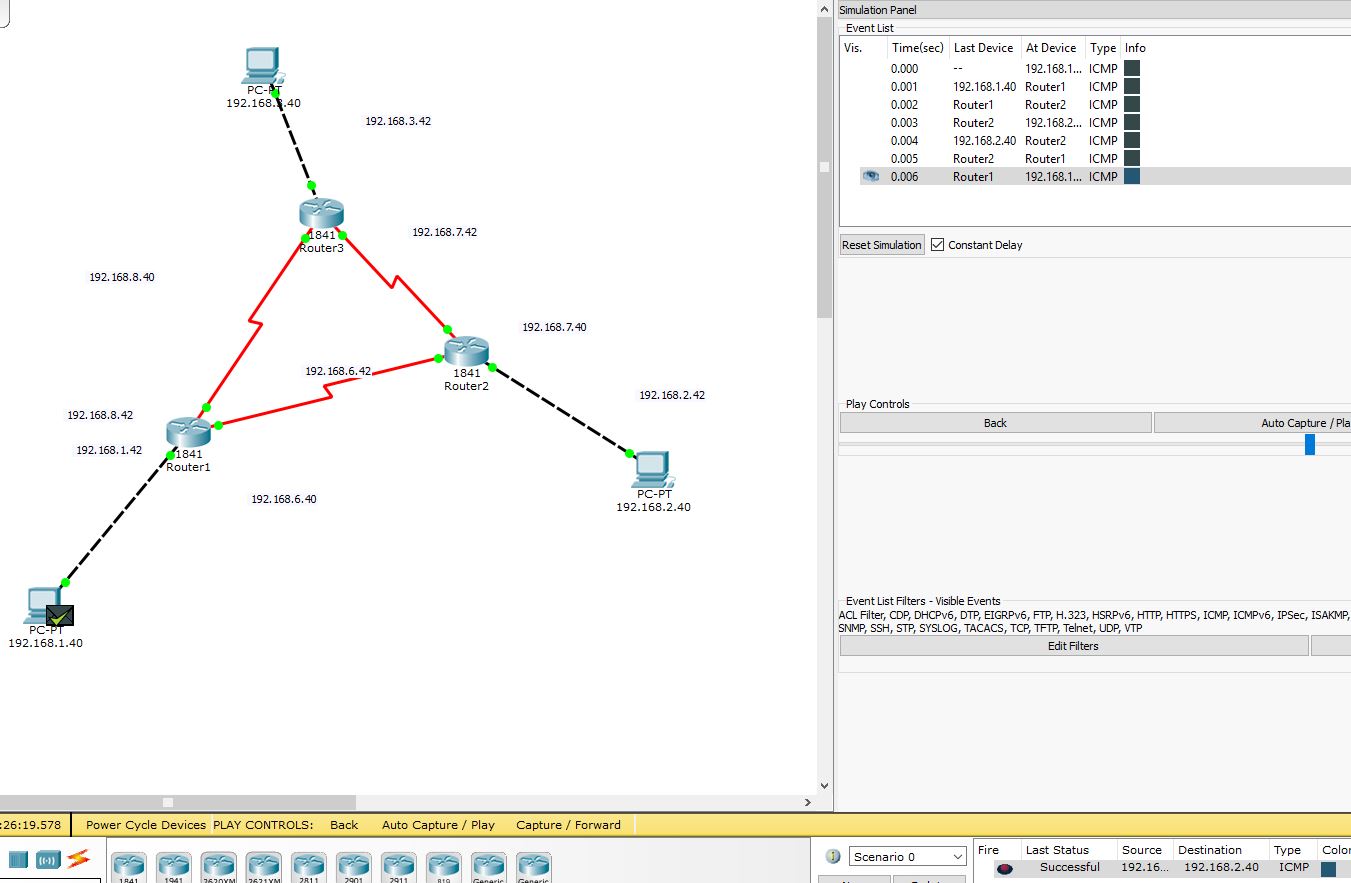 PC-PT
192.168.3.40
192.168.3.42
1841
Router3
192.168.7.42
192.168.8.40
192.168.7.40
192.168.6.42
1841
Router2
192.168.2.42
192.168.8.42
192.168.1.42
1841
Router1
192.168.6.40
PC-PT
192.168.2.40
PC-PT
192.168.1.40
Simulation Panel
Event List
Vis. Time(sec) Last Device At Device Type Info
0.000 -- 192.168.1... ICMP
0.001 192.168.1.40 Router1 ICMP
0.002 Router1 Router2 ICMP
0.003 Router2 192.168.2... ICMP
0.004 192.168.2.40 Router2 ICMP
0.005 Router2 Router1 ICMP
0.006 Router1 192.168.1... ICMP
Reset Simulation Constant Delay
Play Controls
Back Auto Capture / Pla
Event List Filters - Visible Events
ACL Filter, CDP, DHCPv6, DTP, EIGRPv6, FTP, H.323, HSRPv6, HTTP, HTTPS, ICMP, ICMPv6, IPSec, ISAKMP,
SNMP, SSH, STP, SYSLOG, TACACS, TCP, TFTP, Telnet, UDP, VTP
Edit Filters
:26:19.578 Power Cycle Devices PLAY CONTROLS: Back Auto Capture / Play Capture / Forward
1841 1941 2620XM 2621XM 2811 2901 2911 819 Generic Generic
Scenario 0
Fire Last Status Source Destination Type Color
Successful 192.16... 192.168.2.40 ICMP